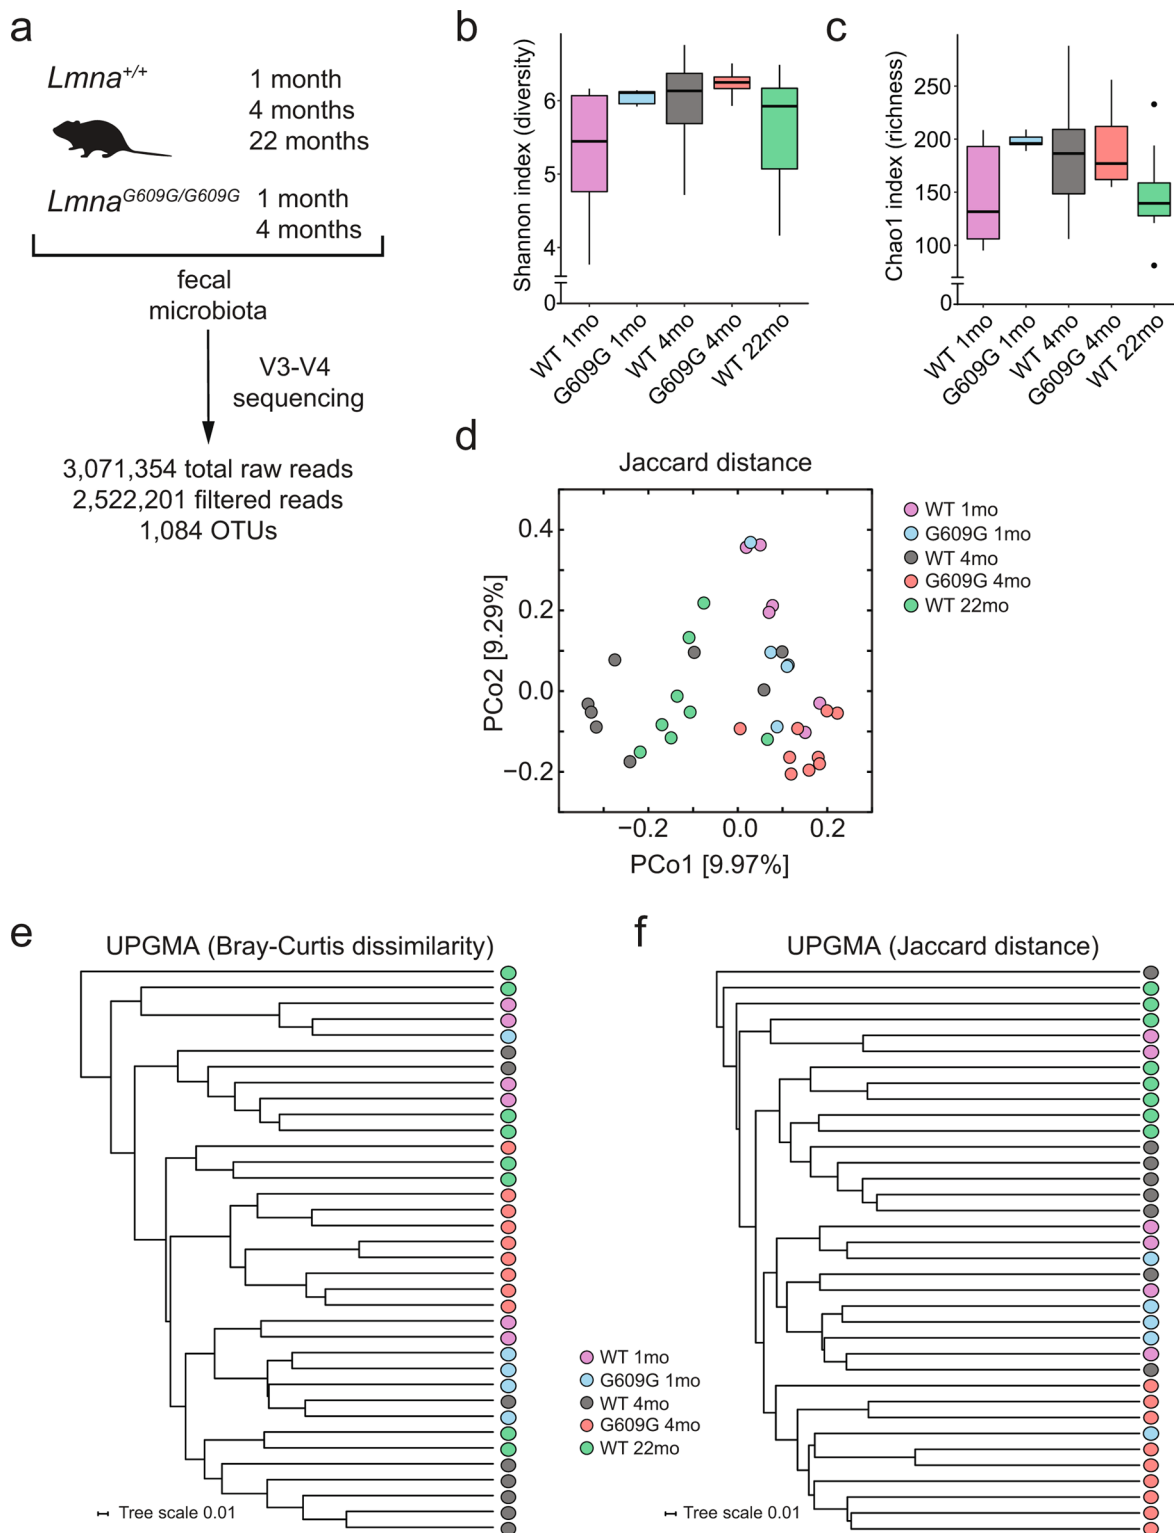 a
Lmna+/+
1 month
4 months
22 months
LmnaG609G/G609G
1 month
4 months
fecal
microbiota
V3-V4
sequencing
3,071,354 total raw reads
2,522,201 filtered reads
1,084 OTUs
b
Shannon index (diversity)
6
5
4
0
WT 1mo
G609G 1mo
WT 4mo
G609G 4mo
WT 22mo
c
Chao1 index (richness)
250
200
150
100
0
WT 1mo
G609G 1mo
WT 4mo
G609G 4mo
WT 22mo
d
Jaccard distance
PCo2 [9.29%]
0.4
0.2
0.0
−0.2
−0.2
0.0
0.2
PCo1 [9.97%]
WT 1mo
G609G 1mo
WT 4mo
G609G 4mo
WT 22mo
e
UPGMA (Bray-Curtis dissimilarity)
Tree scale 0.01
WT 1mo
G609G 1mo
WT 4mo
G609G 4mo
WT 22mo
f
UPGMA (Jaccard distance)
Tree scale 0.01